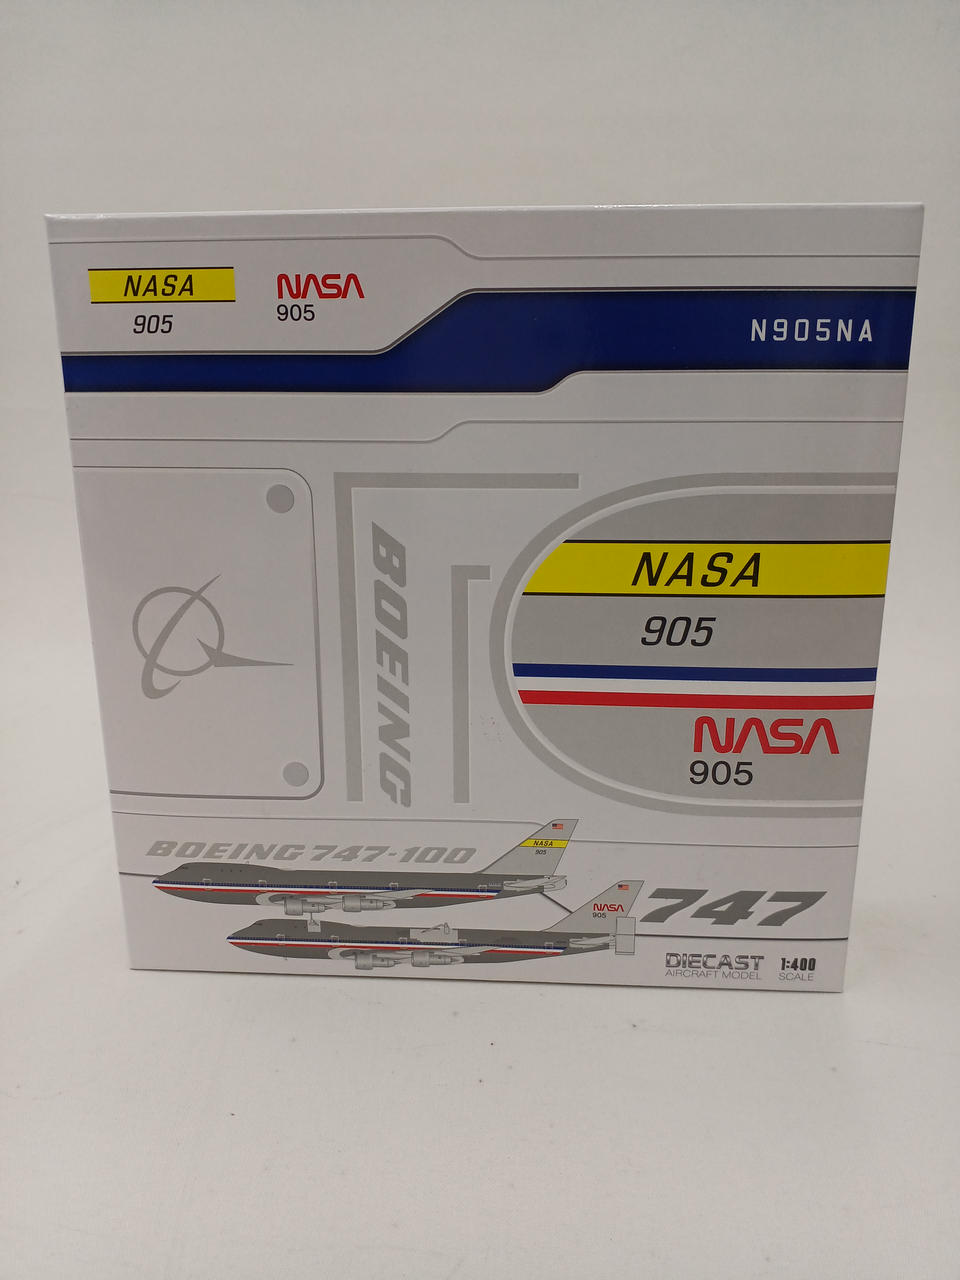 NASA
905
NASA
905
N905NA
BOEING
NASA
905
NASA
905
BOEING 747-100
NASA
905
NASA
905
747
DIECAST
AIRCRAFT MODEL
1:400
SCALE